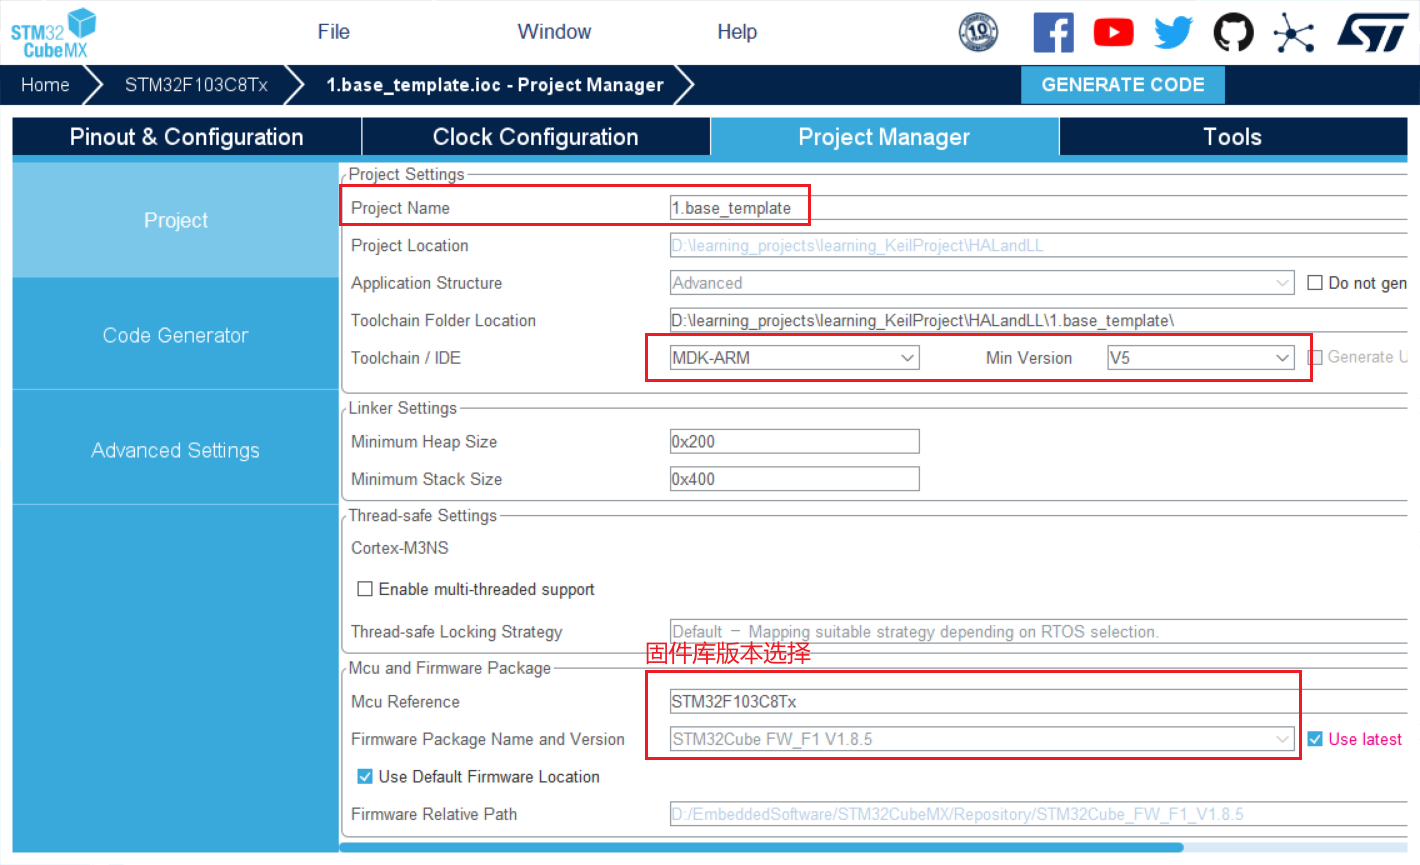 STM32
CubeMX
File
Window
Help
10
Home
STM32F103C8Tx
1.base_template.ioc - Project Manager
GENERATE CODE
Pinout & Configuration
Clock Configuration
Project Manager
Tools
Project
Code Generator
Advanced Settings
Project Settings
Project Name
1.base_template
Project Location
D:\learning_projects\learning_KeilProject\HALandLL
Application Structure
Advanced
Do not gen
Toolchain Folder Location
D:\learning_projects\learning_KeilProject\HALandLL\1.base_template\
Toolchain / IDE
MDK-ARM
Min Version
V5
Generate U
Linker Settings
Minimum Heap Size
0x200
Minimum Stack Size
0x400
Thread-safe Settings
Cortex-M3NS
Enable multi-threaded support
Thread-safe Locking Strategy
Default – Mapping suitable strategy depending on RTOS selection.
固件库版本选择
Mcu and Firmware Package
Mcu Reference
STM32F103C8Tx
Firmware Package Name and Version
STM32Cube FW_F1 V1.8.5
Use latest
Use Default Firmware Location
Firmware Relative Path
D:/EmbeddedSoftware/STM32CubeMX/Repository/STM32Cube_FW_F1_V1.8.5